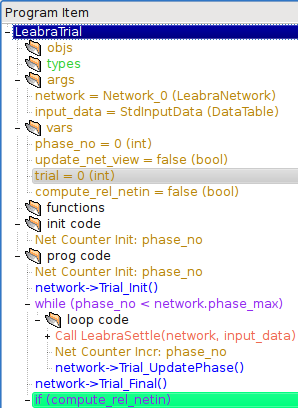 Program Item
LeabraTrial
objs
types
args
network = Network_0 (LeabraNetwork)
input_data = StdInputData (DataTable)
vars
phase_no = 0 (int)
update_net_view = false (bool)
trial = 0 (int)
compute_rel_netin = false (bool)
functions
init code
Net Counter Init: phase_no
prog code
Net Counter Init: phase_no
network->Trial_Init()
while (phase_no < network.phase_max)
loop code
Call LeabraSettle(network, input_data)
Net Counter Incr: phase_no
network->Trial_UpdatePhase()
network->Trial_Final()
if (compute_rel_netin)